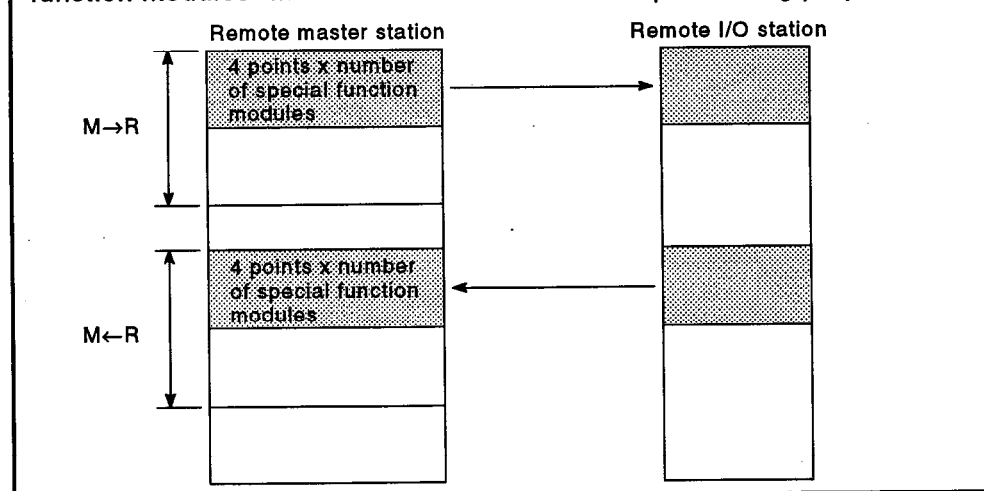 Remote master station
Remote I/O station
4 points x number
of special function
modules
M→R
4 points x number
of special function
modules
M←R